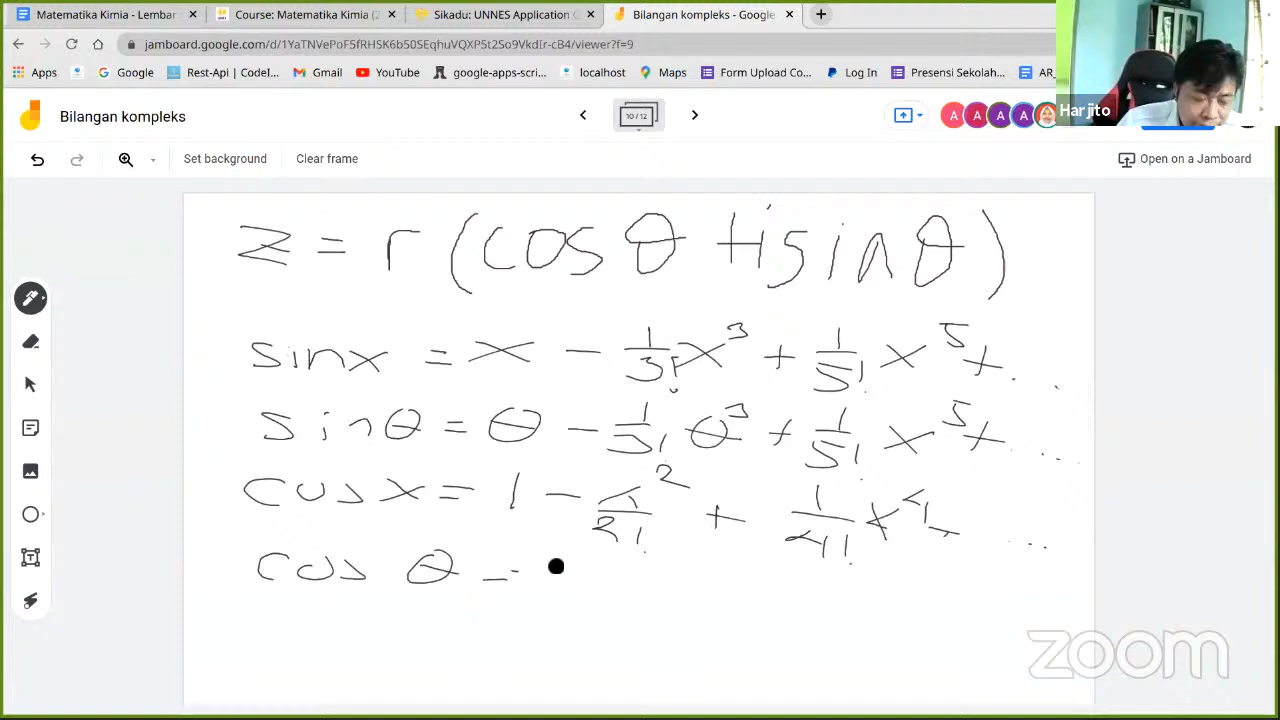 Matematika Kimia - Lembar
Course: Matematika Kimia (2
Sikadu: UNNES Application C
Bilangan kompleks - Google
jamboard.google.com/d/1YaTNVePoF5fRH5K6b50SEqhuVQXP5t2So9VkdIr-cB4/viewer?f=9
Apps
Google
Rest-Api | CodeI...
Gmail
YouTube
google-apps-scri...
localhost
Maps
Form Upload Co...
Log In
Presensi Sekolah...
AR_
Harjito
Bilangan kompleks
10/12
A A A A
Set background
Clear frame
Open on a Jamboard
z = r (cos θ + i sin θ)
sin x = x - 1/3! x³ + 1/5! x⁵ + ....
sin θ = θ - 1/3! θ³ + 1/5! x⁵ + ....
cos x = 1 - x²/2! + 1/4! x⁴ - ...
cos θ =
zoom